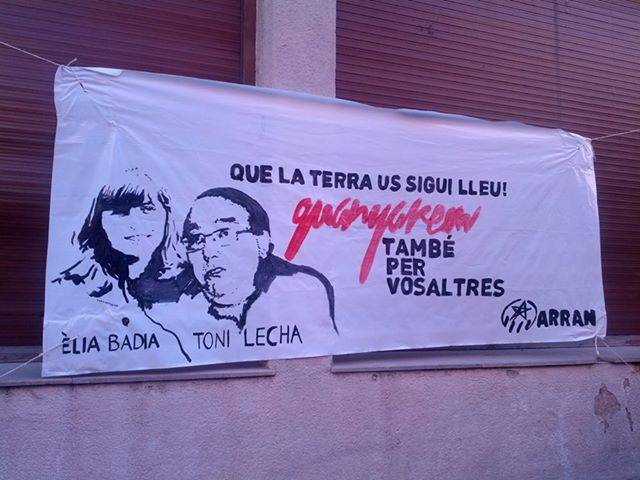 QUE LA TERRA US SIGUI LLEU!
guanyarem
TAMBÉ
PER
VOSALTRES
ÈLIA BADIA
TONI LECHA
ARRAN